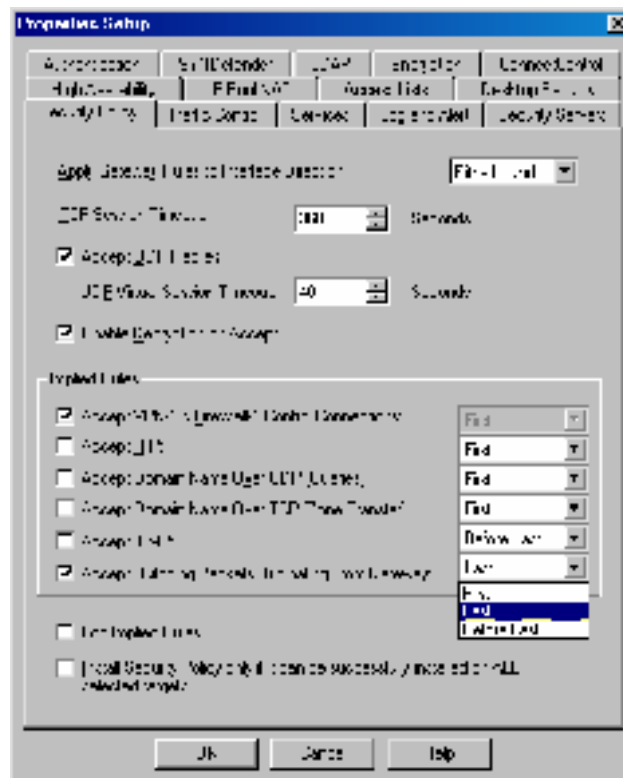 Properties Setup
Authentication SYNDefender LDAP Encryption ConnectControl
High Availability IP Pool NAT Access Lists Desktop Security
Security Policy Traffic Control Services Log and Alert Security Servers
Apply Gateway Rules to Interface Direction:
TCP Session Timeout: Seconds
Accept UDP Replies
UDP Virtual Session Timeout: 40 Seconds
Enable Decryption on Accept
Implied Rules
Accept VPN-1 & FireWall-1 Control Connections: First
Accept First
Accept Domain Name Over UDP (Queries) First
Accept Domain Name Over TCP (Zone Transfer) First
Accept ICMP Before Last
Accept Outgoing Packets Originating From Gateway: Last
First
Last
Before Last
Log Implied Rules
Install Security Policy only if it can be successfully installed on ALL
selected targets
OK Cancel Help